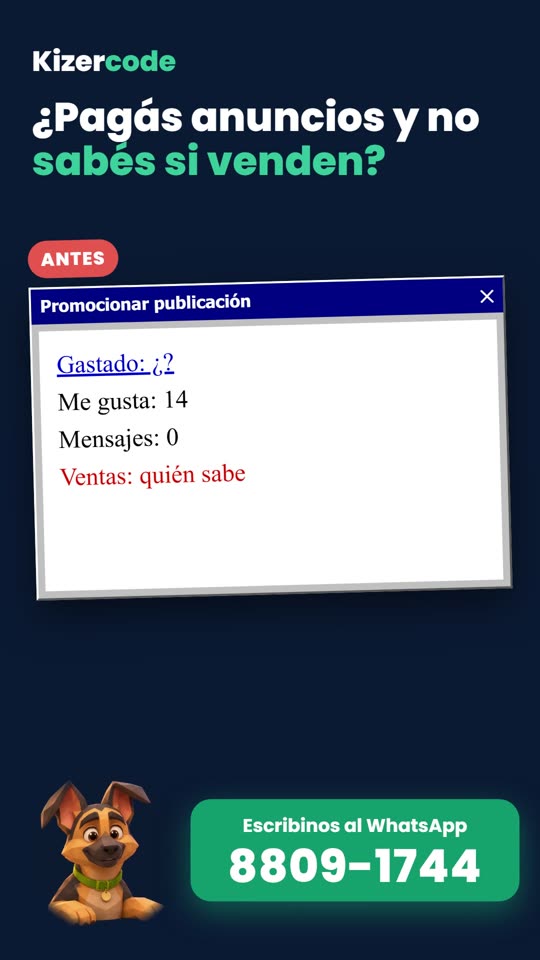 Kizercode
¿Pagás anuncios y no
sabés si venden?
ANTES
Promocionar publicación
Gastado: ¿?
Me gusta: 14
Mensajes: 0
Ventas: quién sabe
Escribinos al WhatsApp
8809-1744